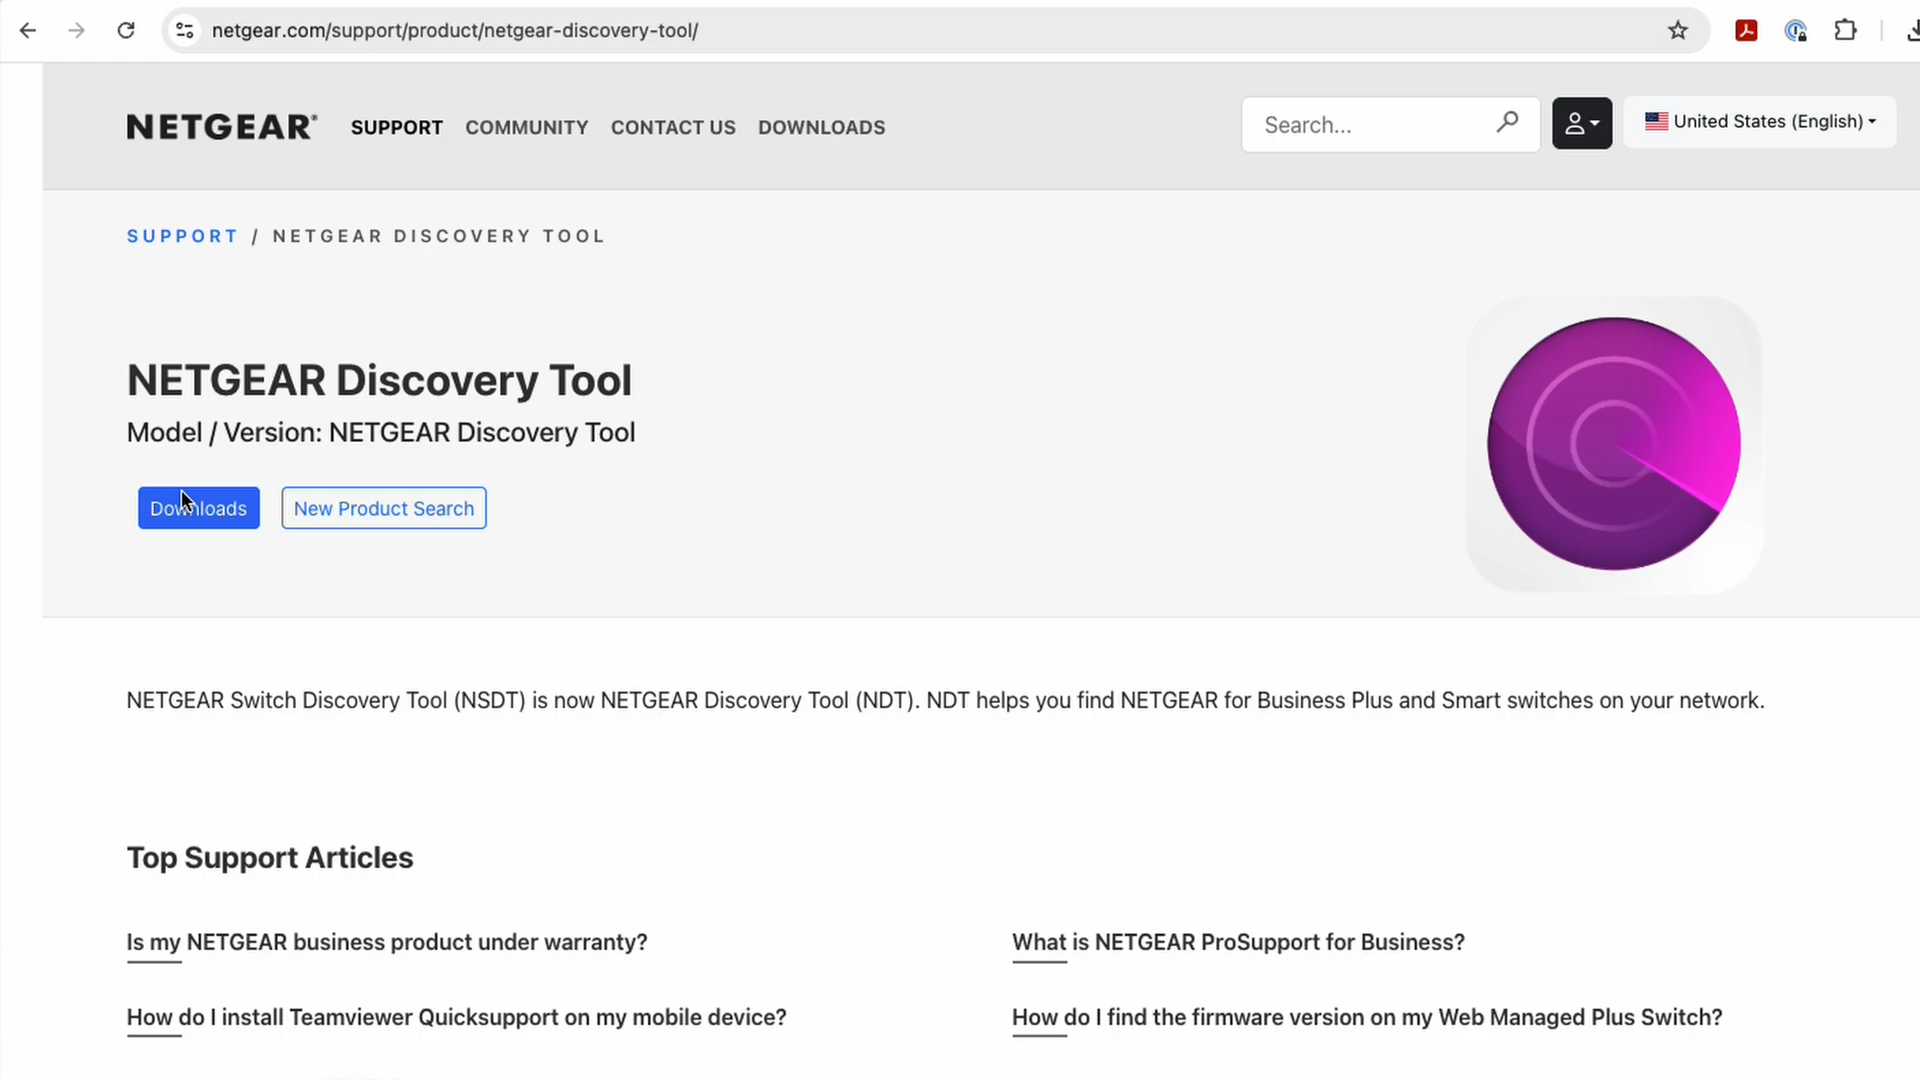 netgear.com/support/product/netgear-discovery-tool/
NETGEAR® SUPPORT COMMUNITY CONTACT US DOWNLOADS Search... United States (English)
SUPPORT / NETGEAR DISCOVERY TOOL
NETGEAR Discovery Tool
Model / Version: NETGEAR Discovery Tool
Downloads New Product Search
NETGEAR Switch Discovery Tool (NSDT) is now NETGEAR Discovery Tool (NDT). NDT helps you find NETGEAR for Business Plus and Smart switches on your network.
Top Support Articles
Is my NETGEAR business product under warranty? What is NETGEAR ProSupport for Business?
How do I install Teamviewer Quicksupport on my mobile device? How do I find the firmware version on my Web Managed Plus Switch?